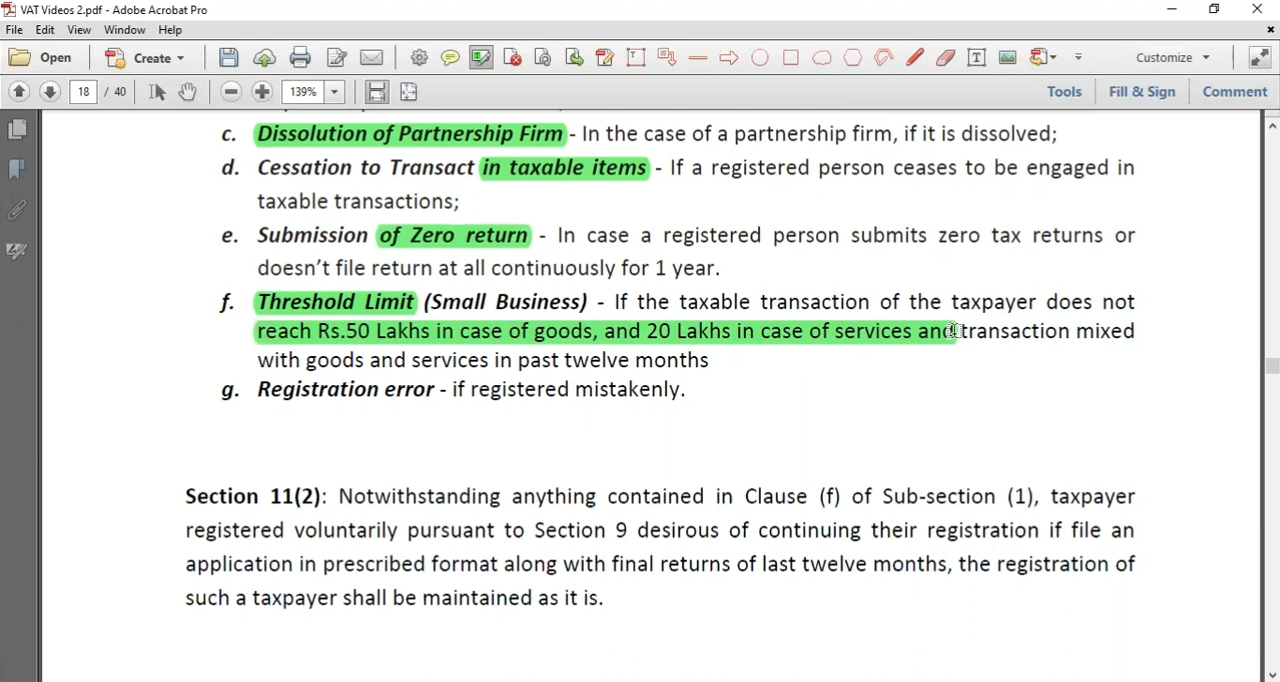 VAT Videos 2.pdf - Adobe Acrobat Pro
File Edit View Window Help
Open Create Customize
18 / 40 139% Tools Fill & Sign Comment
c. Dissolution of Partnership Firm - In the case of a partnership firm, if it is dissolved;
d. Cessation to Transact in taxable items - If a registered person ceases to be engaged in
taxable transactions;
e. Submission of Zero return - In case a registered person submits zero tax returns or
doesn't file return at all continuously for 1 year.
f. Threshold Limit (Small Business) - If the taxable transaction of the taxpayer does not
reach Rs.50 Lakhs in case of goods, and 20 Lakhs in case of services and transaction mixed
with goods and services in past twelve months
g. Registration error - if registered mistakenly.
Section 11(2): Notwithstanding anything contained in Clause (f) of Sub-section (1), taxpayer
registered voluntarily pursuant to Section 9 desirous of continuing their registration if file an
application in prescribed format along with final returns of last twelve months, the registration of
such a taxpayer shall be maintained as it is.